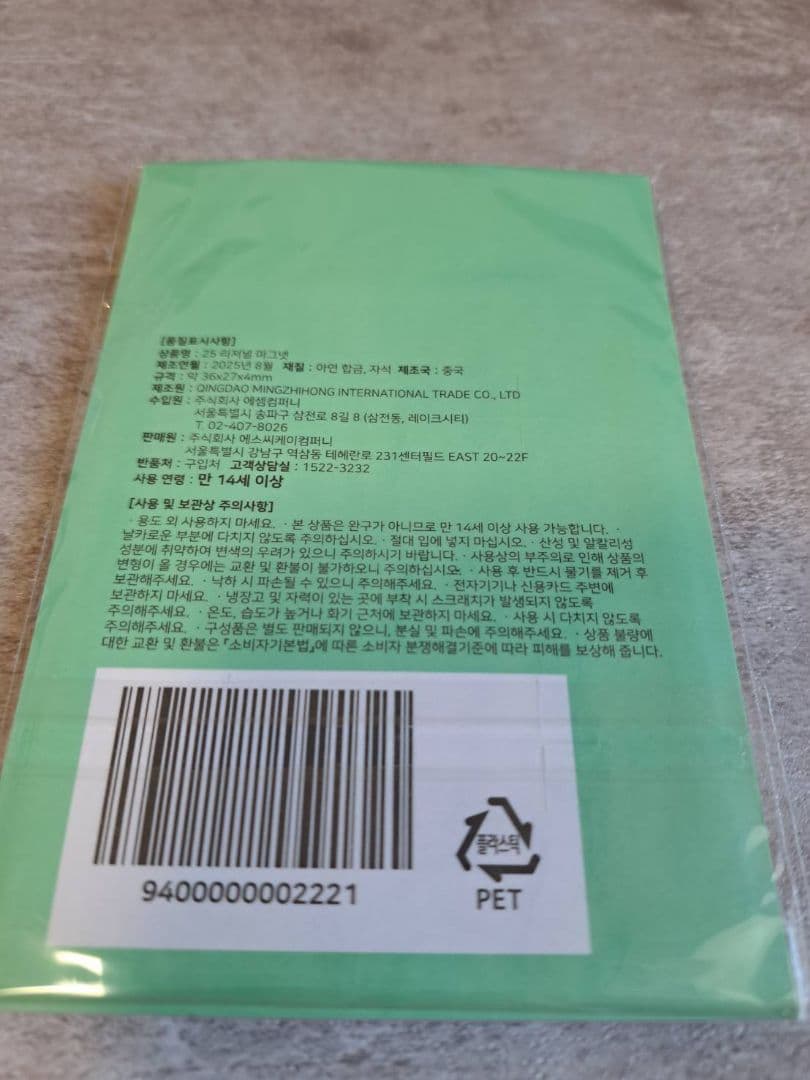 [품질표시사항]
상품명 : 25 리저널 마그넷
제조연월 : 2025년 8월 재질 : 아연 합금, 자석 제조국 : 중국
규격 : 약 36x27x4mm
제조원 : QINGDAO MINGZHIHONG INTERNATIONAL TRADE CO., LTD
수입원 : 주식회사 에셈컴퍼니
서울특별시 송파구 삼전로 8길 8 (삼전동, 레이크시티)
T. 02-407-8026
판매원 : 주식회사 에스씨케이컴퍼니
서울특별시 강남구 역삼동 테헤란로 231센터필드 EAST 20~22F
반품처 : 구입처 고객상담실 : 1522-3232
사용 연령 : 만 14세 이상
[사용 및 보관상 주의사항]
· 용도 외 사용하지 마세요. · 본 상품은 완구가 아니므로 만 14세 이상 사용 가능합니다. ·
날카로운 부분에 다치지 않도록 주의하십시오. · 절대 입에 넣지 마십시오. · 산성 및 알칼리성
성분에 취약하여 변색의 우려가 있으니 주의하시기 바랍니다. · 사용상의 부주의로 인해 상품의
변형이 올 경우에는 교환 및 환불이 불가하오니 주의하십시오. · 사용 후 반드시 물기를 제거 후
보관해주세요. · 낙하 시 파손될 수 있으니 주의해주세요. · 전자기기나 신용카드 주변에
보관하지 마세요. · 냉장고 및 자력이 있는 곳에 부착 시 스크래치가 발생되지 않도록
주의해주세요. · 온도, 습도가 높거나 화기 근처에 보관하지 마세요. · 사용 시 다치지 않도록
주의해주세요. · 구성품은 별도 판매되지 않으니, 분실 및 파손에 주의해주세요. · 상품 불량에
대한 교환 및 환불은 『소비자기본법』에 따른 소비자 분쟁해결기준에 따라 피해를 보상해 줍니다.
9400000002221
플라스틱
PET